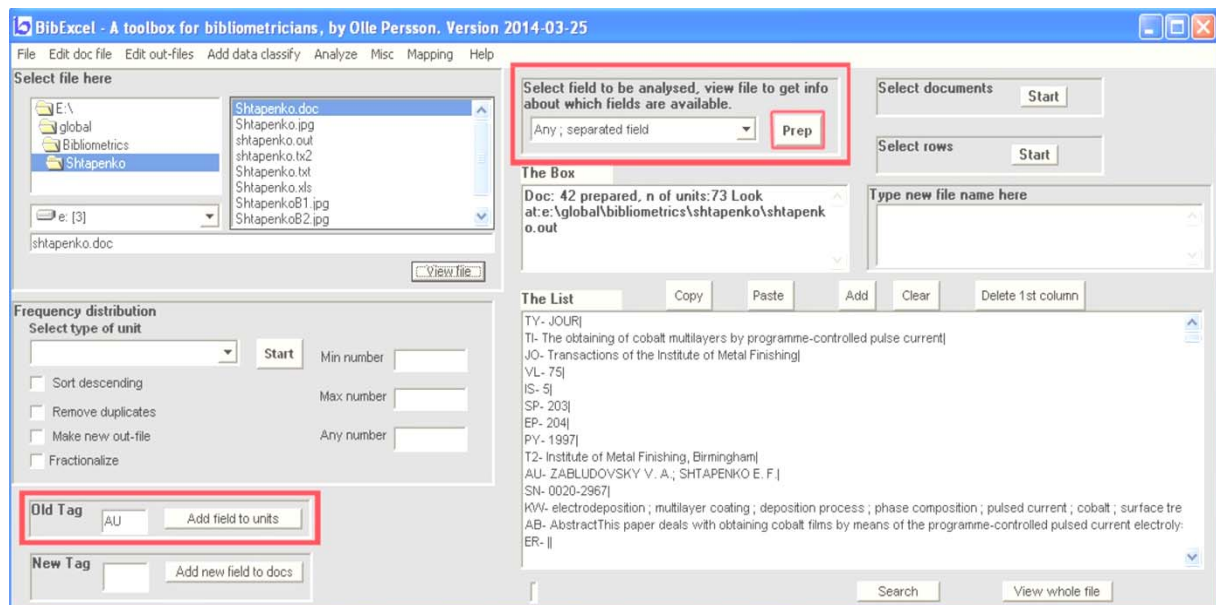 BibExcel - A toolbox for bibliometricians, by Olle Persson. Version 2014-03-25
File Edit doc file Edit out-files Add data classify Analyze Misc Mapping Help
Select file here
E:\
global
Bibliometrics
Shtapenko
e: [3]
Shtapenko.doc
Shtapenko.jpg
shtapenko.out
shtapenko.tx2
Shtapenko.txt
Shtapenko.xls
ShtapenkoB1.jpg
ShtapenkoB2.jpg
shtapenko.doc
View file
Frequency distribution
Select type of unit
Start
Sort descending
Remove duplicates
Make new out-file
Fractionalize
Min number
Max number
Any number
Old Tag
AU
Add field to units
New Tag
Add new field to docs
Select field to be analysed, view file to get info
about which fields are available.
Any ; separated field
Prep
Select documents
Start
Select rows
Start
The Box
Doc: 42 prepared, n of units:73 Look
at:e:\global\bibliometrics\shtapenko\shtapenk
o.out
Type new file name here
The List
Copy
Paste
Add
Clear
Delete 1st column
TY- JOUR|
TI- The obtaining of cobalt multilayers by programme-controlled pulse current|
JO- Transactions of the Institute of Metal Finishing|
VL- 75|
IS- 5|
SP- 203|
EP- 204|
PY- 1997|
T2- Institute of Metal Finishing, Birmingham|
AU- ZABLUDOVSKY V. A.; SHTAPENKO E. F.|
SN- 0020-2967|
KW- electrodeposition ; multilayer coating ; deposition process ; phase composition ; pulsed current ; cobalt ; surface tre
AB- AbstractThis paper deals with obtaining cobalt films by means of the programme-controlled pulsed current electroly:
ER- ||
Search
View whole file